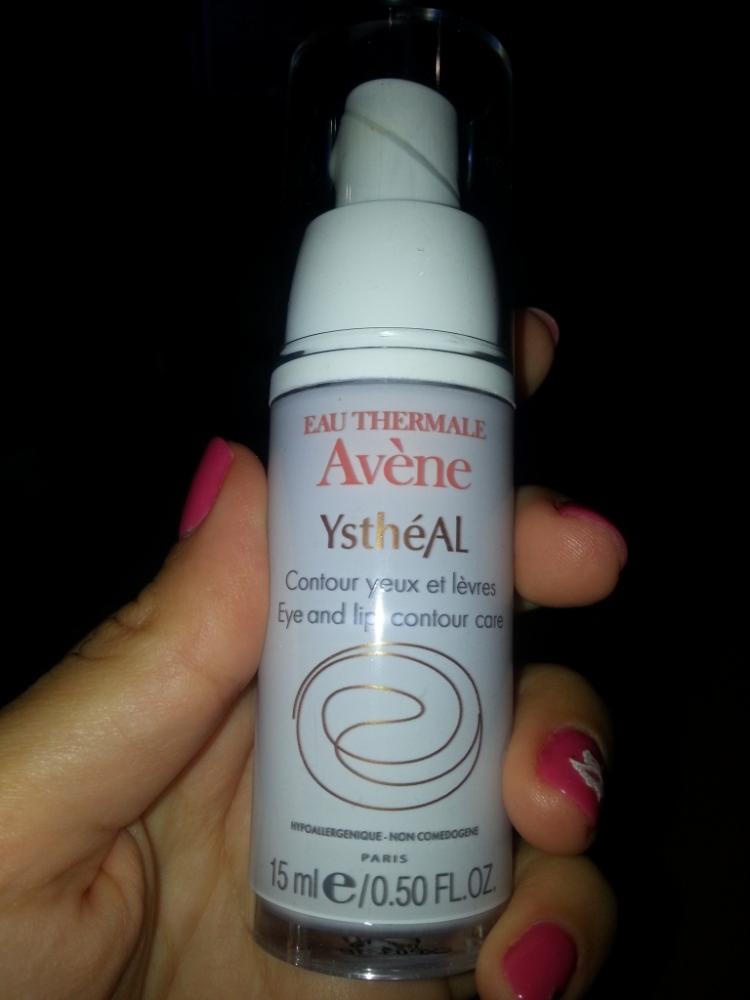 EAU THERMALE
Avène
YsthéAL
Contour yeux et lèvres
Eye and lip contour care
HYPOALLERGENIQUE - NON COMEDOGENE
PARIS
15 ml e/0.50 FL.OZ.